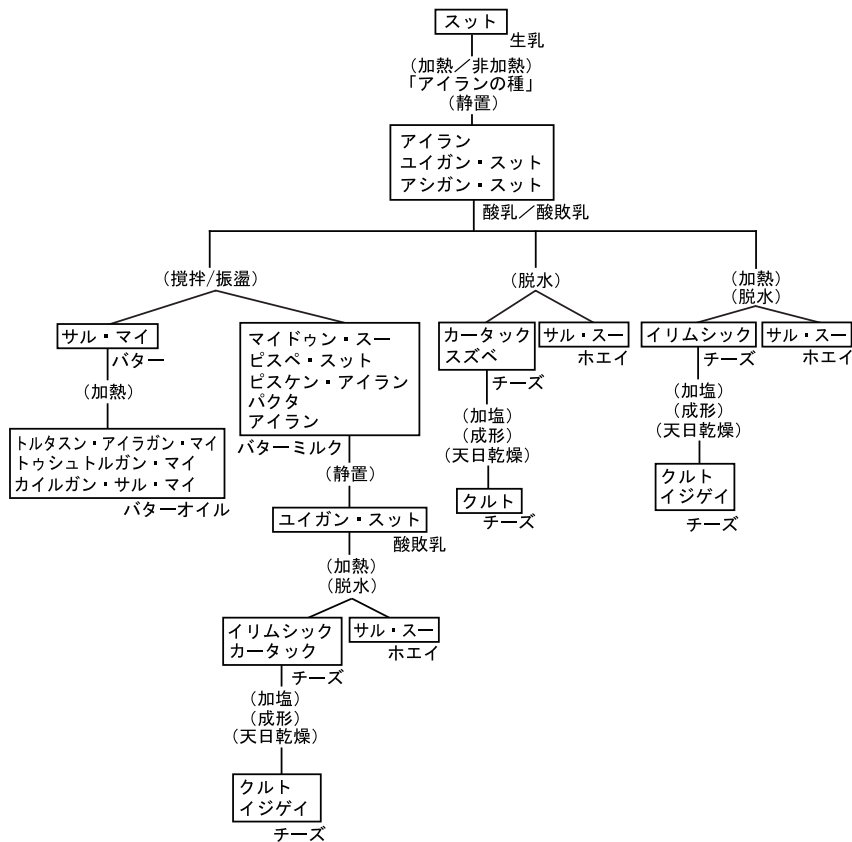 スット
生乳
(加熱／非加熱)
「アイランの種」
(静置)
アイラン
ユイガン・スット
アシガン・スット
酸乳／酸敗乳
(撹拌/振盪)
サル・マイ
バター
(加熱)
トルタスン・アイラガン・マイ
トゥシュトルガン・マイ
カイルガン・サル・マイ
バターオイル
マイドゥン・スー
ピスペ・スット
ピスケン・アイラン
パクタ
アイラン
バターミルク
(静置)
ユイガン・スット
酸敗乳
(加熱)
(脱水)
イリムシック
カータック
チーズ
サル・スー
ホエイ
(加塩)
(成形)
(天日乾燥)
クルト
イジゲイ
チーズ
(脱水)
カータック
スズベ
チーズ
サル・スー
ホエイ
(加塩)
(成形)
(天日乾燥)
クルト
チーズ
(加熱)
(脱水)
イリムシック
チーズ
サル・スー
ホエイ
(加塩)
(成形)
(天日乾燥)
クルト
イジゲイ
チーズ